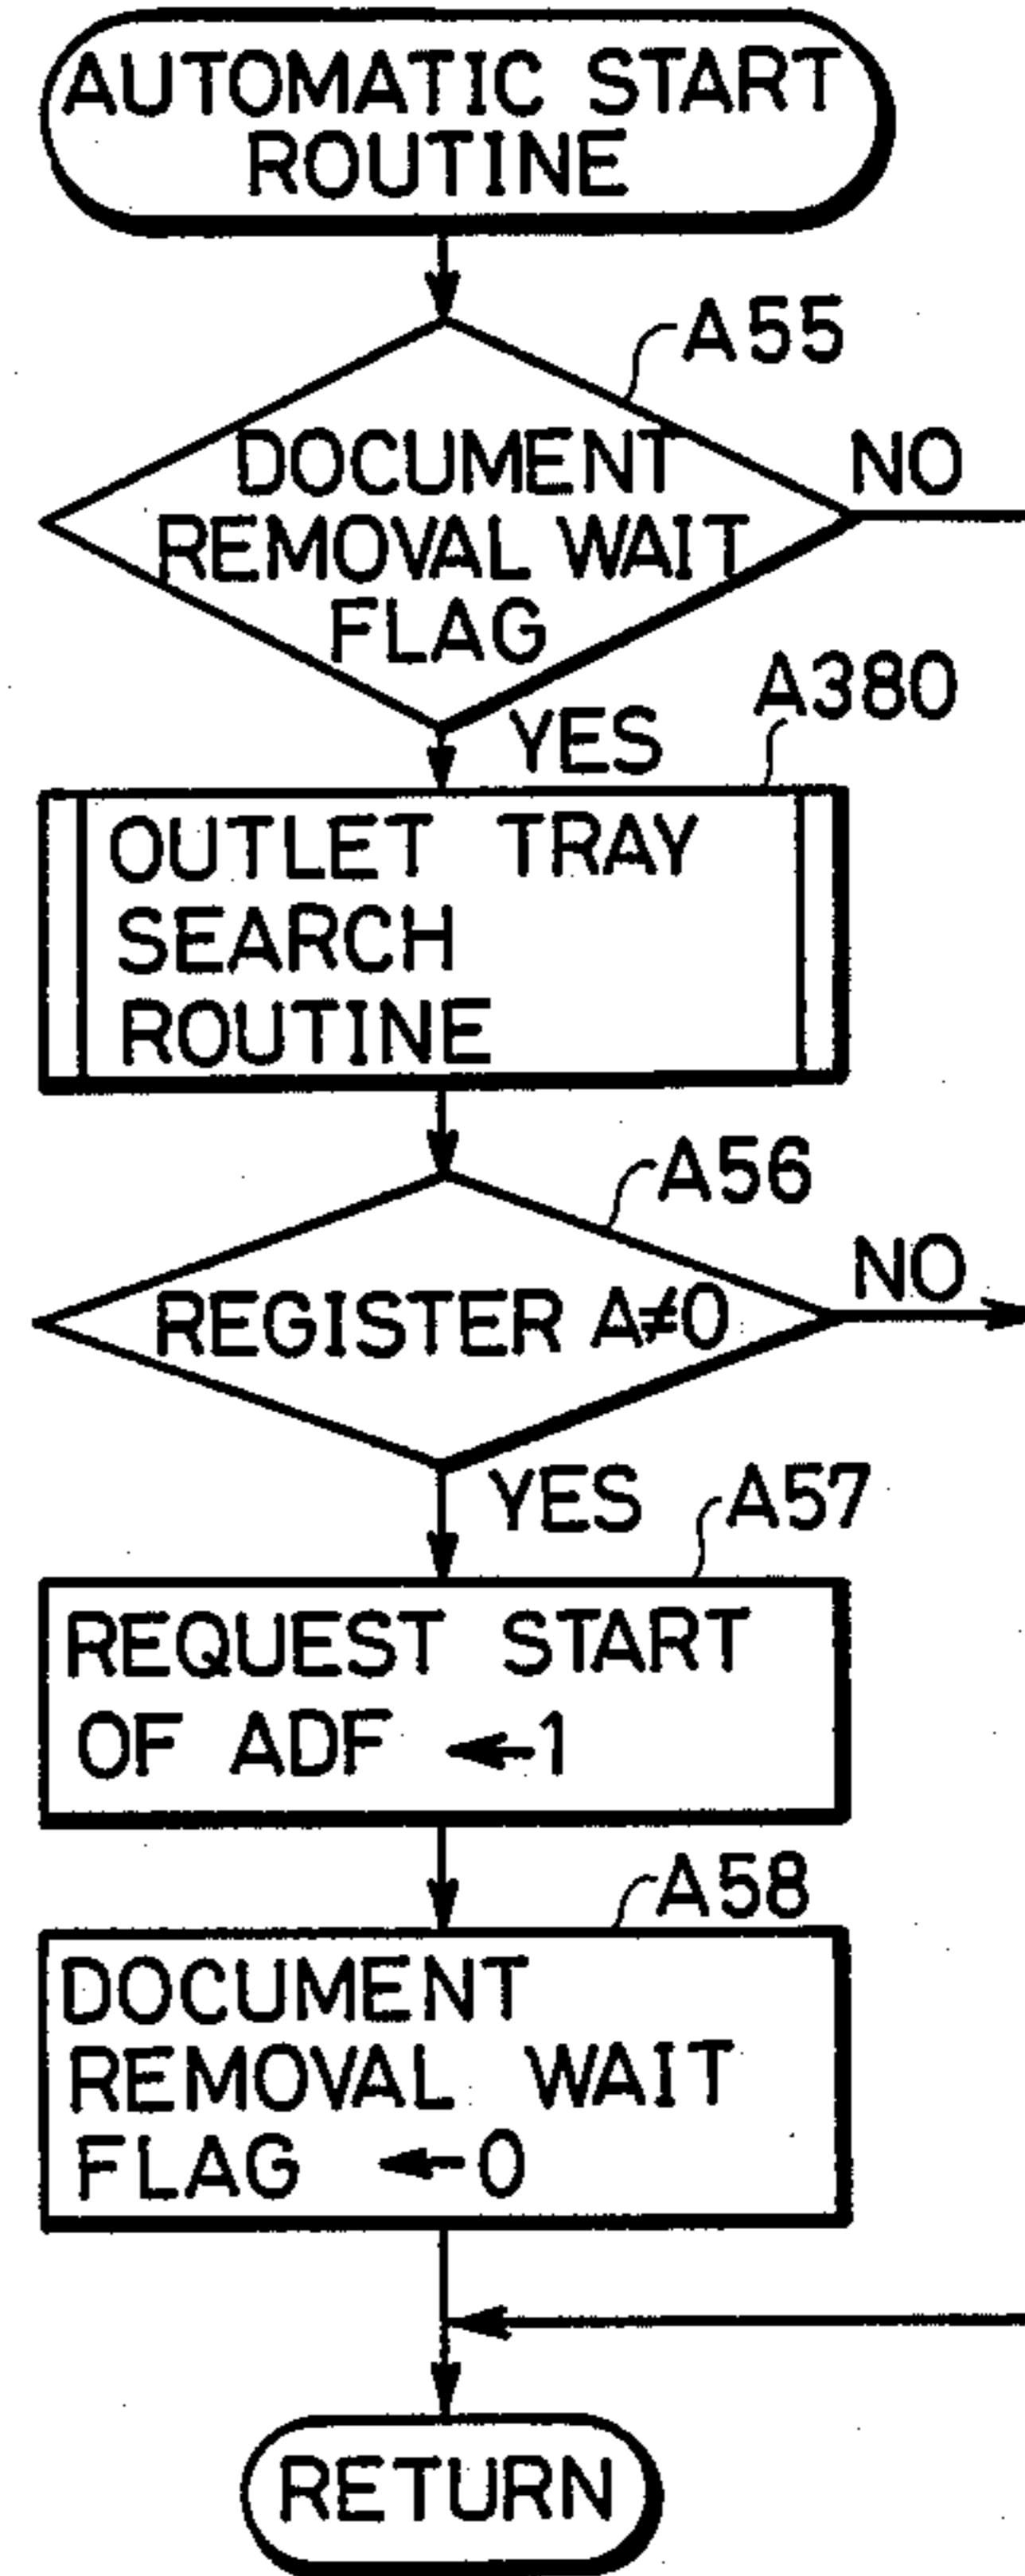 AUTOMATIC START
ROUTINE
A55
DOCUMENT
REMOVAL WAIT
FLAG
NO
YES
A380
OUTLET TRAY
SEARCH
ROUTINE
A56
REGISTER A≠0
NO
YES
A57
REQUEST START
OF ADF ←1
A58
DOCUMENT
REMOVAL WAIT
FLAG ←0
RETURN